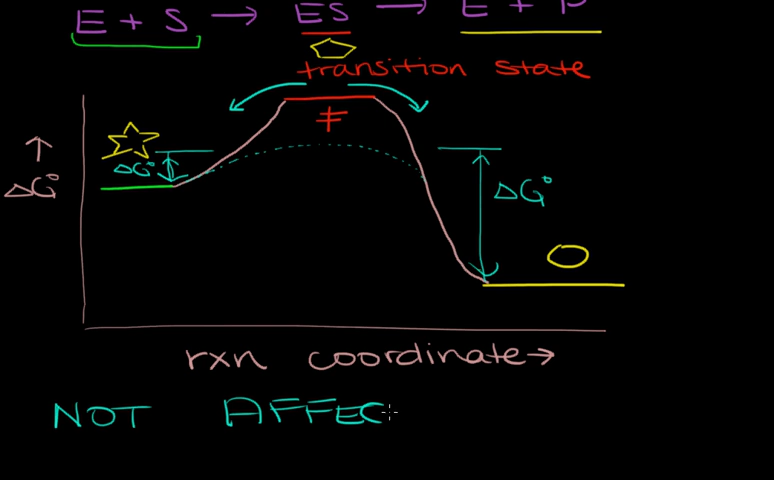 E + S → ES → E + P
transition state
‡
ΔG°
↑
ΔG°
ΔG°
rxn coordinate→
NOT AFFEC